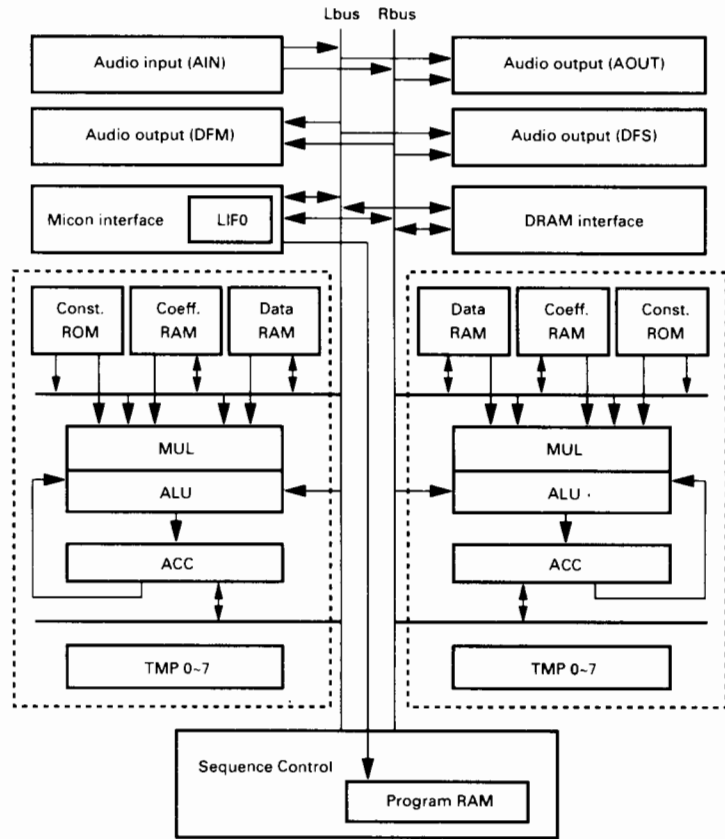 Lbus Rbus
Audio input (AIN)
Audio output (AOUT)
Audio output (DFM)
Audio output (DFS)
Micon interface
LIF0
DRAM interface
Const.
ROM
Coeff.
RAM
Data
RAM
Data
RAM
Coeff.
RAM
Const.
ROM
MUL
ALU
ACC
TMP 0~7
MUL
ALU
ACC
TMP 0~7
Sequence Control
Program RAM